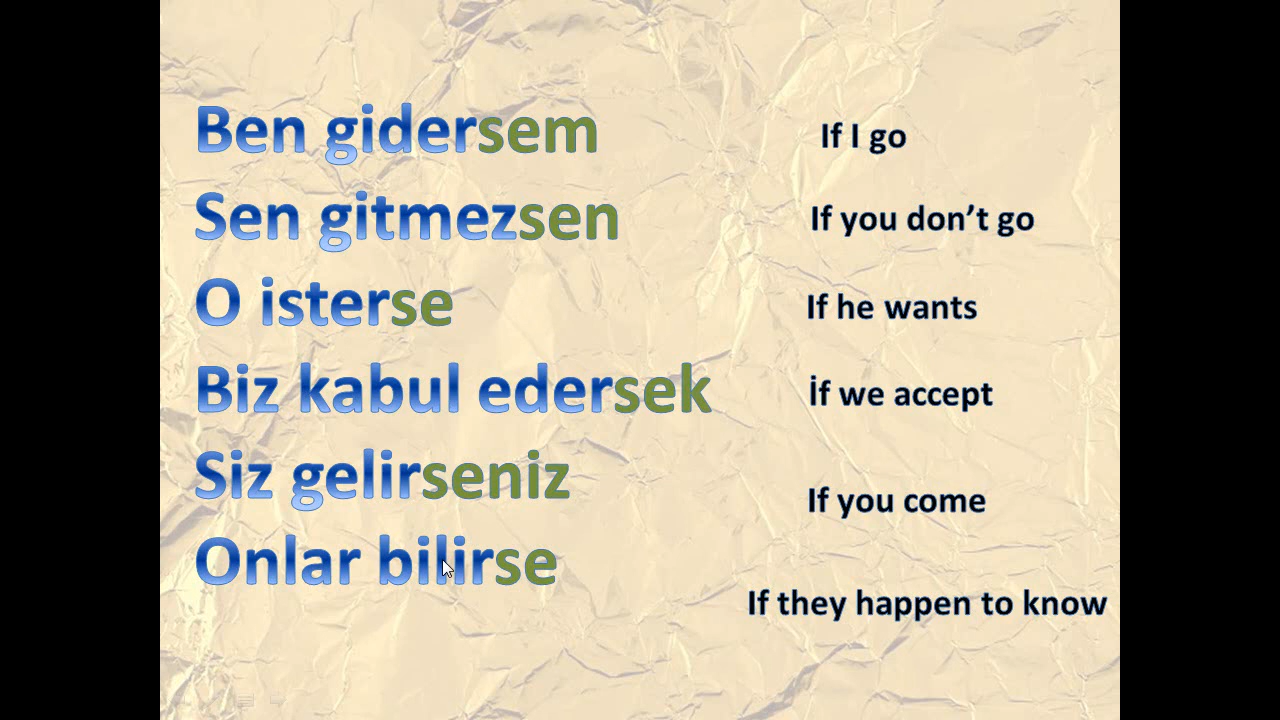 Ben gidersem If I go
Sen gitmezsen If you don’t go
O isterse If he wants
Biz kabul edersek İf we accept
Siz gelirseniz If you come
Onlar bilirse If they happen to know